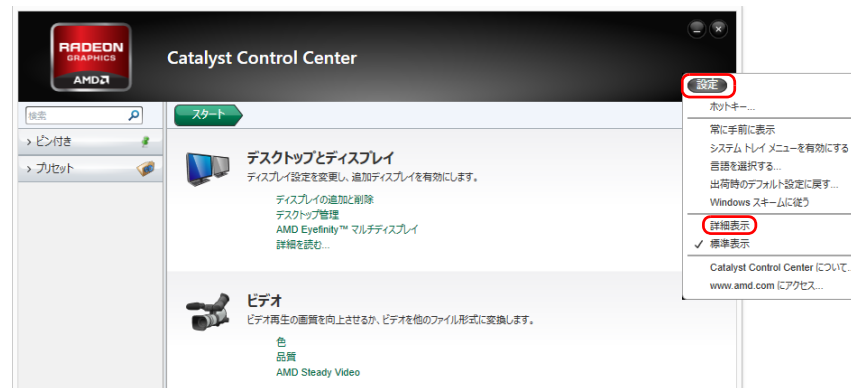 RADEON
GRAPHICS
AMD
Catalyst Control Center
設定
ホットキー...
常に手前に表示
システム トレイ メニューを有効にする
言語を選択する...
出荷時のデフォルト設定に戻す...
Windows スキームに従う
詳細表示
✓ 標準表示
Catalyst Control Center について.
www.amd.com にアクセス...
検索
> ピン付き
> プリセット
スタート
デスクトップとディスプレイ
ディスプレイ設定を変更し、追加ディスプレイを有効にします。
ディスプレイの追加と削除
デスクトップ管理
AMD Eyefinity™ マルチディスプレイ
詳細を読む...
ビデオ
ビデオ再生の画質を向上させるか、ビデオを他のファイル形式に変換します。
色
品質
AMD Steady Video